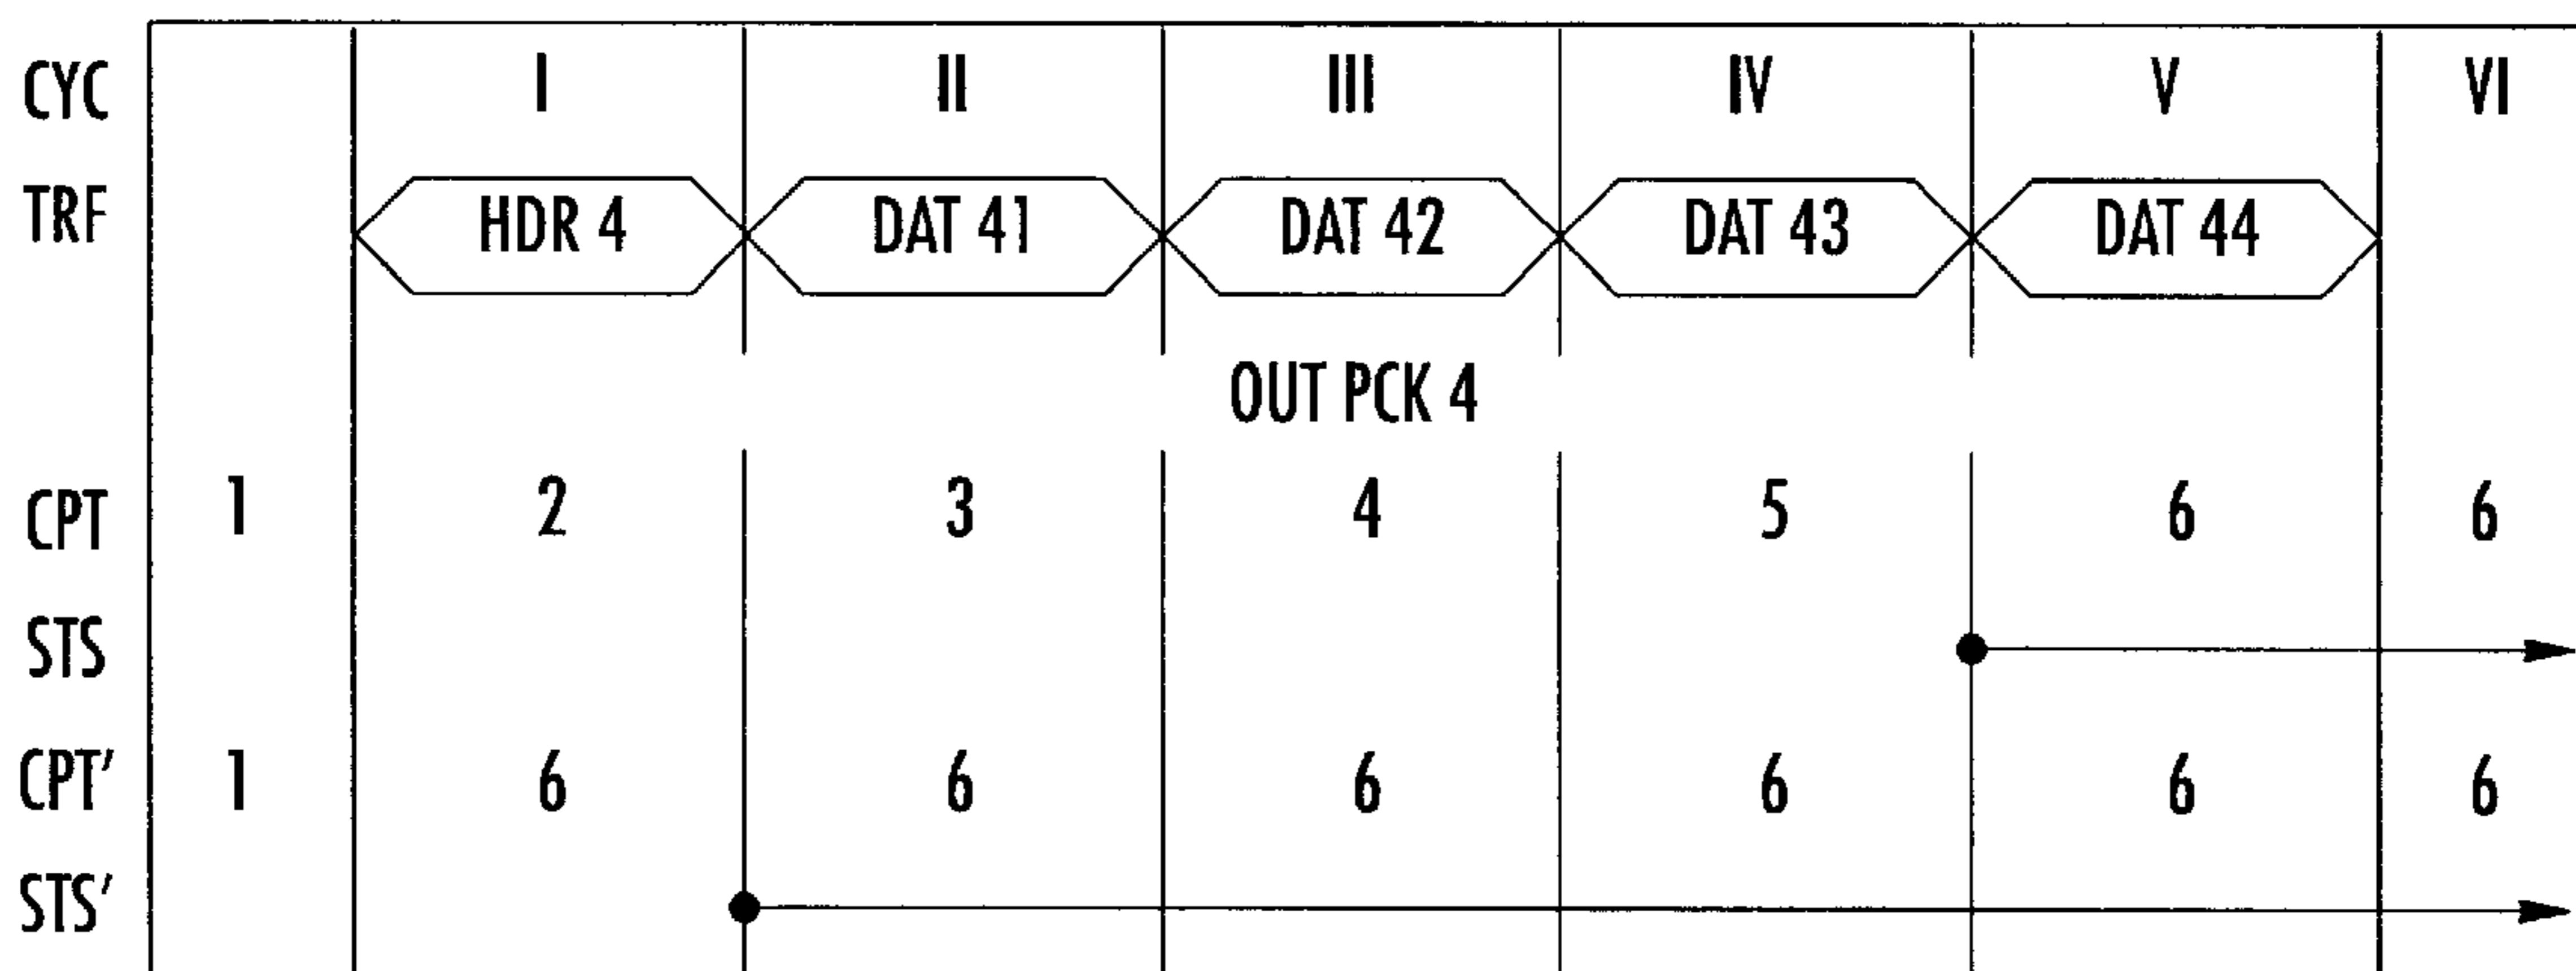 CYC I II III IV V VI
TRF HDR 4 DAT 41 DAT 42 DAT 43 DAT 44
OUT PCK 4
CPT 1 2 3 4 5 6 6
STS
CPT' 1 6 6 6 6 6 6
STS'